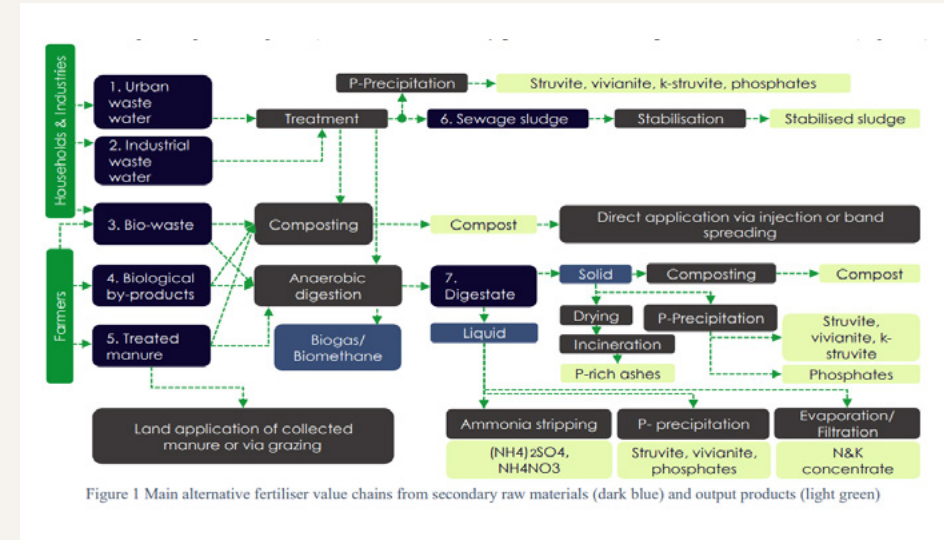 Households & Industries
Farmers
1. Urban
waste
water
2. Industrial
waste
water
3. Bio-waste
4. Biological
by-products
5. Treated
manure
Land application of collected
manure or via grazing
Treatment
P-Precipitation
Struvite, vivianite, k-struvite, phosphates
6. Sewage sludge
Stabilisation
Stabilised sludge
Composting
Compost
Direct application via injection or band
spreading
Anaerobic
digestion
Biogas/
Biomethane
7.
Digestate
Solid
Composting
Compost
Liquid
Drying
Incineration
P-rich ashes
P-Precipitation
Struvite,
vivianite, k-
struvite
Phosphates
Ammonia stripping
(NH4)2SO4,
NH4NO3
P- precipitation
Struvite, vivianite,
phosphates
Evaporation/
Filtration
N&K
concentrate
Figure 1 Main alternative fertiliser value chains from secondary raw materials (dark blue) and output products (light green)